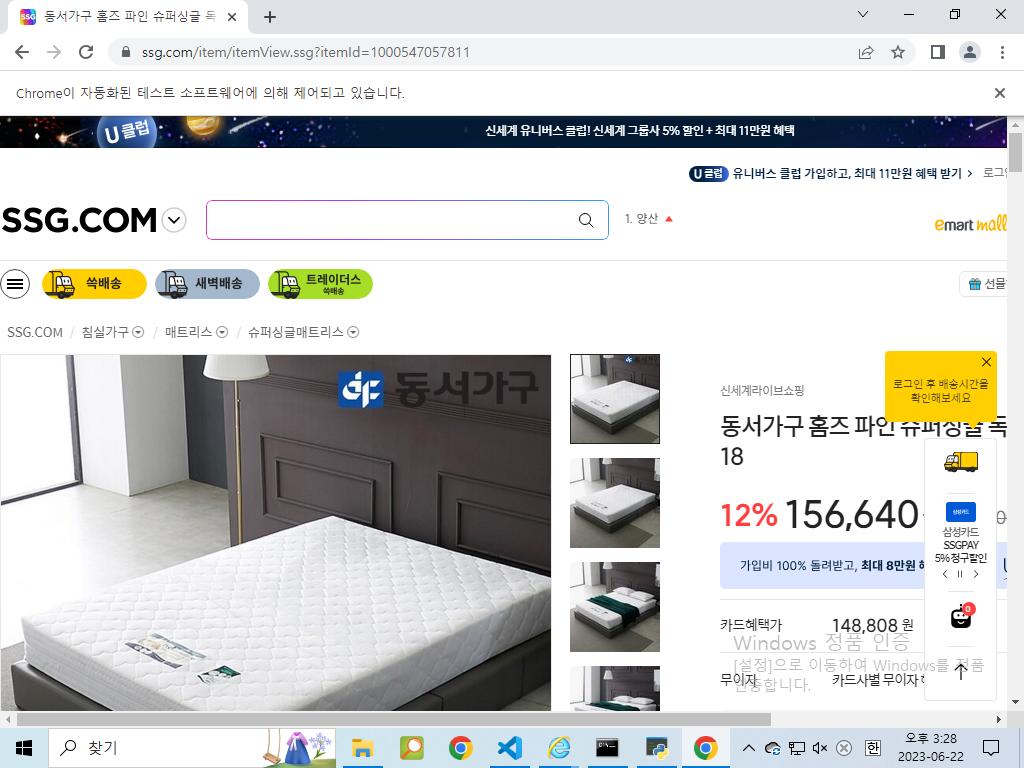 동서가구 홈즈 파인 슈퍼싱글 독
ssg.com/item/itemView.ssg?itemId=1000547057811
Chrome이 자동화된 테스트 소프트웨어에 의해 제어되고 있습니다.
U 클럽
신세계 유니버스 클럽! 신세계 그룹사 5% 할인 + 최대 11만원 혜택
U 클럽 유니버스 클럽 가입하고, 최대 11만원 혜택 받기 > 로그인
SSG.COM
1. 양산
emart mall
쓱배송
새벽배송
트레이더스
쓱배송
선물
SSG.COM / 침실가구 / 매트리스 / 슈퍼싱글매트리스
동서가구
로그인 후 배송시간을
확인해보세요
신세계라이브쇼핑
동서가구 홈즈 파인 슈퍼싱글 독
18
12% 156,640
삼성카드
삼성카드
SSGPAY
5% 청구할인
가입비 100% 돌려받고, 최대 8만원 혜
0
카드혜택가 148,808 원
Windows 정품 인증
[설정]으로 이동하여 Windows를 정품
인증합니다.
무이자 카드사별 무이자
찾기
한
오후 3:28
2023-06-22